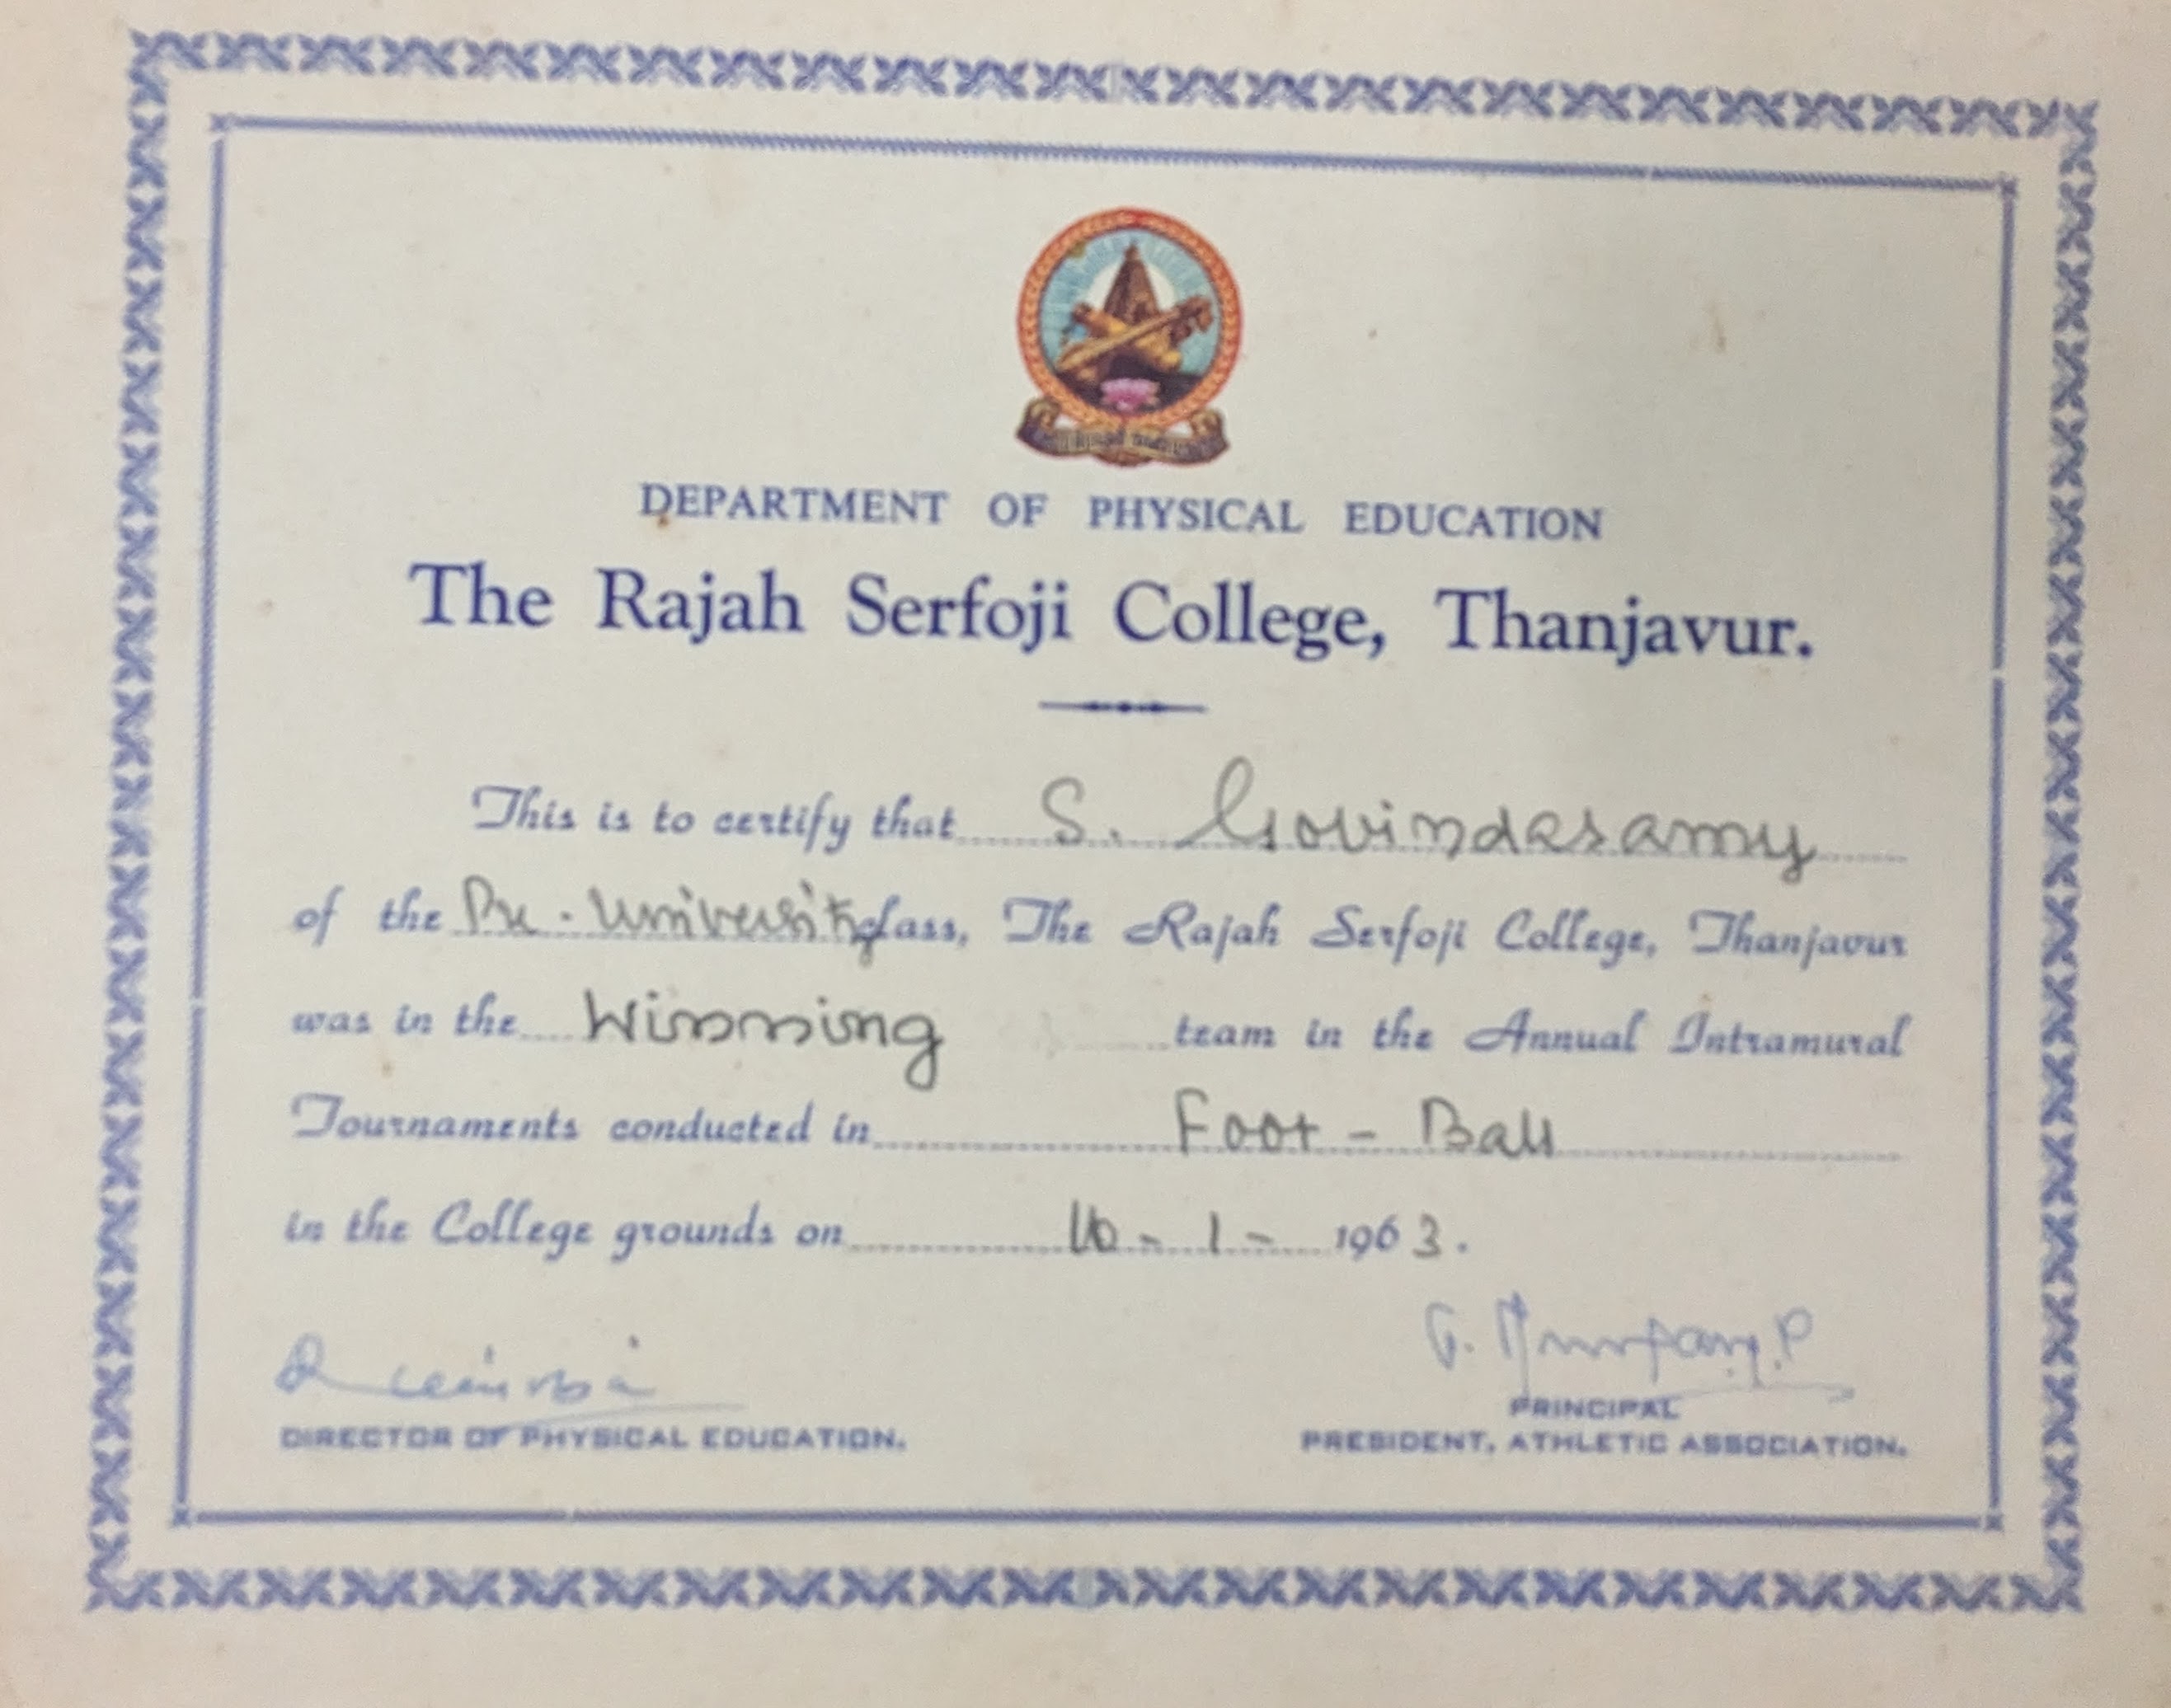 DEPARTMENT OF PHYSICAL EDUCATION
The Rajah Serfoji College, Thanjavur.
This is to certify that S. Govindasamy
of the Pre-University class, The Rajah Serfoji College, Thanjavur
was in the Winning team in the Annual Intramural
Tournaments conducted in Foot-Ball
in the College grounds on 16-1-1963.
PRINCIPAL
DIRECTOR OF PHYSICAL EDUCATION. PRESIDENT, ATHLETIC ASSOCIATION.